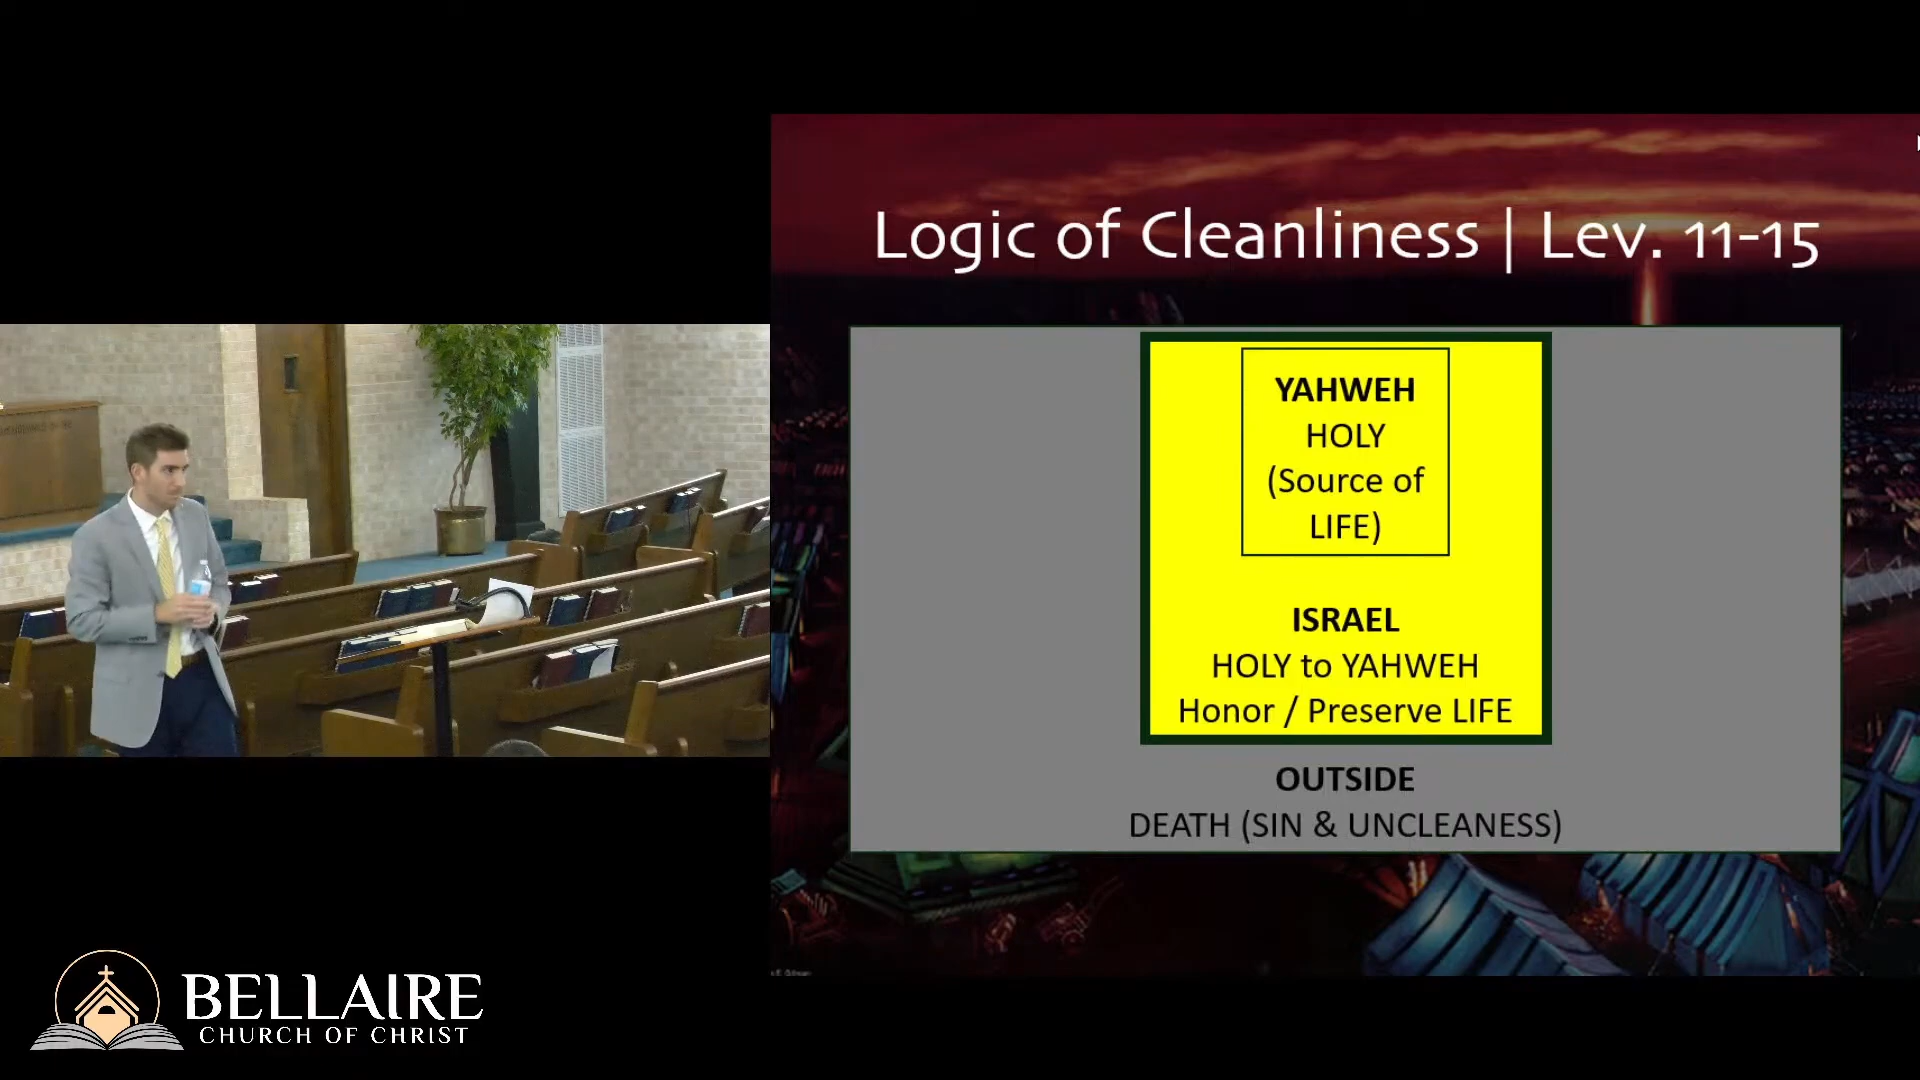 Logic of Cleanliness | Lev. 11-15
YAHWEH
HOLY
(Source of
LIFE)
ISRAEL
HOLY to YAHWEH
Honor / Preserve LIFE
OUTSIDE
DEATH (SIN & UNCLEANESS)
BELLAIRE
CHURCH OF CHRIST